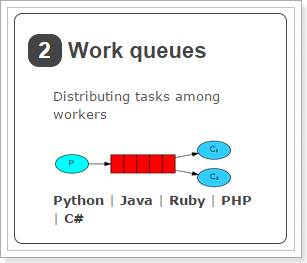 2 Work queues
Distributing tasks among
workers
P
C₁
C₂
Python | Java | Ruby | PHP
| C#